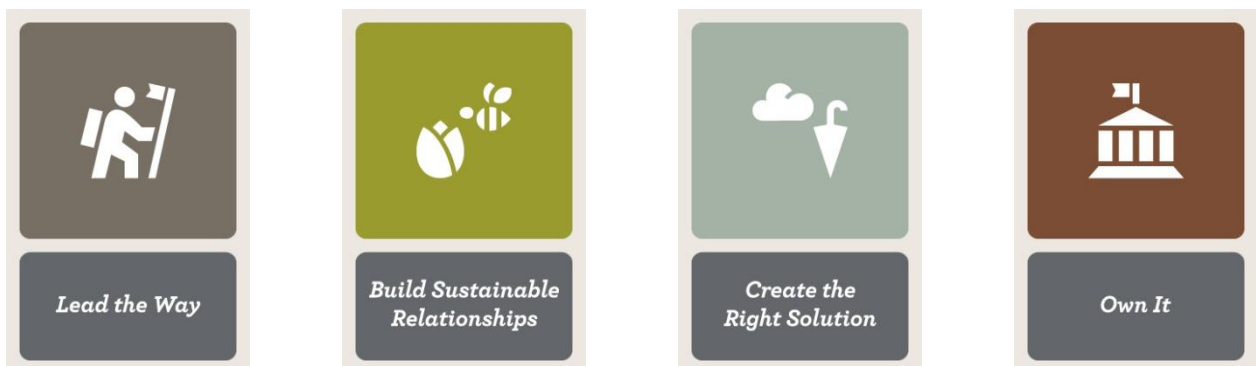 Lead the Way
Build Sustainable
Relationships
Create the
Right Solution
Own It